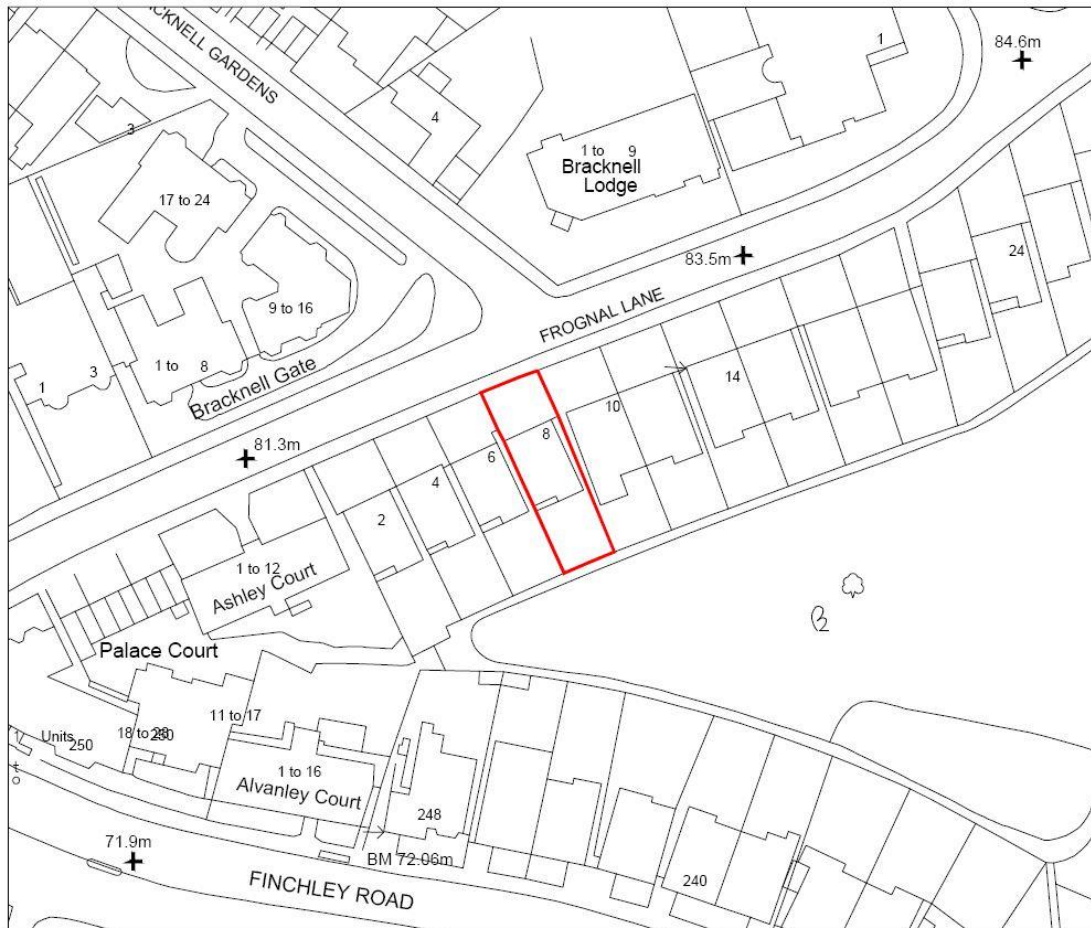 BRACKNELL GARDENS
4
1
84.6m
3
1 to 9
Bracknell
Lodge
17 to 24
83.5m
24
9 to 16
FROGNAL LANE
1
3
1 to 8
Bracknell Gate
14
10
8
81.3m
6
4
2
1 to 12
Ashley Court
Palace Court
11 to 17
Units
250
1 to 16
Alvanley Court
248
71.9m
BM 72.06m
240
FINCHLEY ROAD